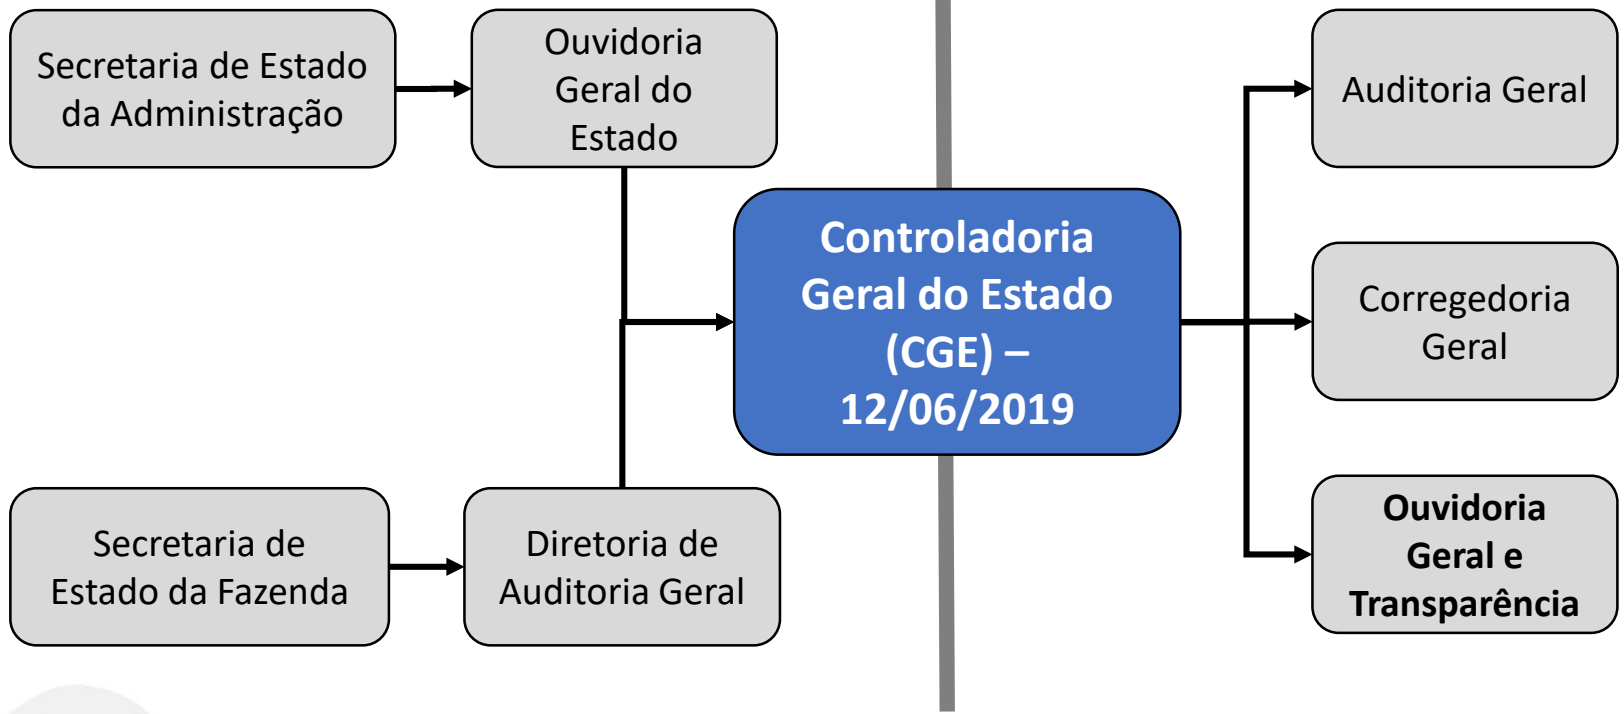 Secretaria de Estado
da Administração
Ouvidoria
Geral do
Estado
Secretaria de
Estado da Fazenda
Diretoria de
Auditoria Geral
Controladoria
Geral do Estado
(CGE) –
12/06/2019
Auditoria Geral
Corregedoria
Geral
Ouvidoria
Geral e
Transparência